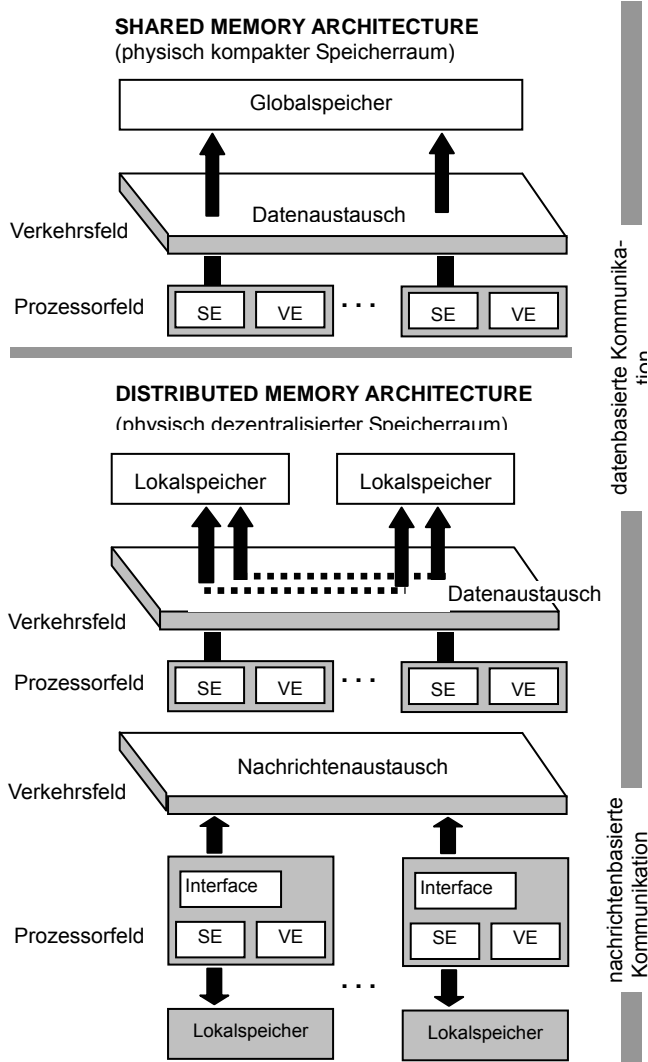 SHARED MEMORY ARCHITECTURE
(physisch kompakter Speicherraum)
Globalspeicher
Datenaustausch
Verkehrsfeld
Prozessorfeld
SE VE . . . SE VE
datenbasierte Kommunika-
tion
DISTRIBUTED MEMORY ARCHITECTURE
(physisch dezentralisierter Speicherraum)
Lokalspeicher Lokalspeicher
Datenaustausch
Verkehrsfeld
Prozessorfeld
SE VE . . . SE VE
Nachrichtenaustausch
Verkehrsfeld
nachrichtenbasierte
Kommunikation
Interface Interface
Prozessorfeld
SE VE SE VE
. . .
Lokalspeicher Lokalspeicher